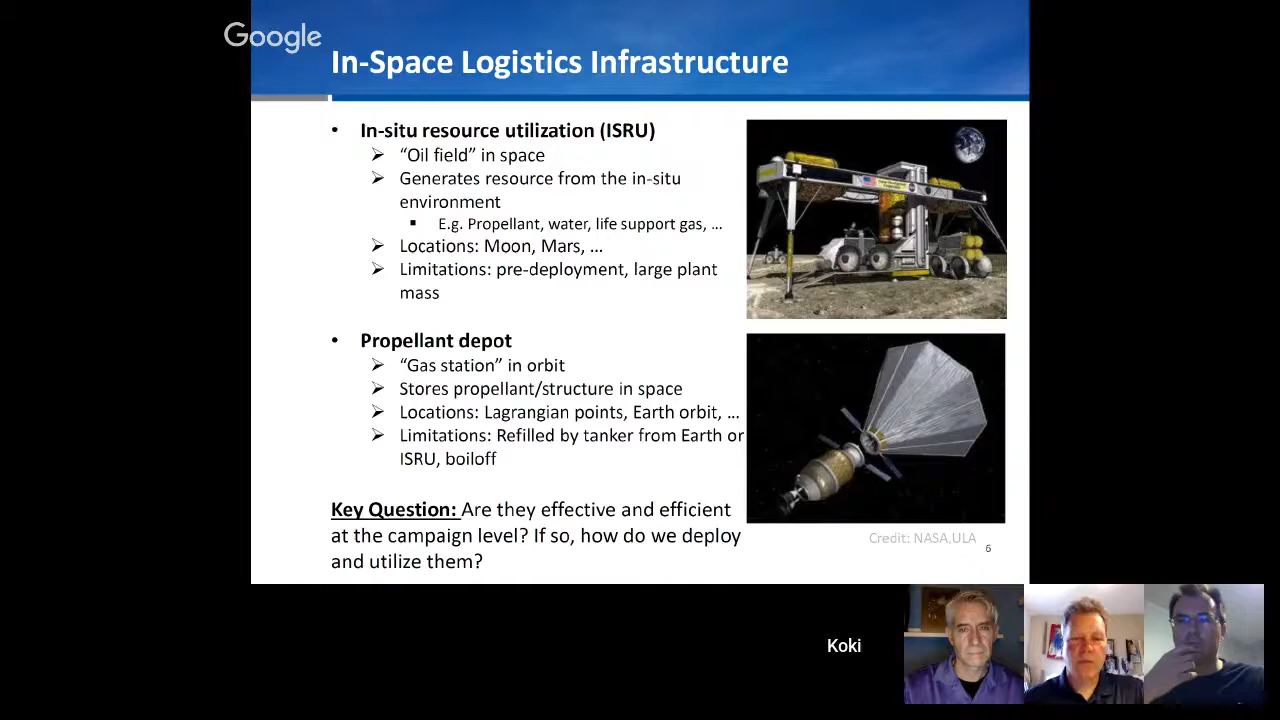 Google
In-Space Logistics Infrastructure
• In-situ resource utilization (ISRU)
➢ “Oil field” in space
➢ Generates resource from the in-situ
environment
▪ E.g. Propellant, water, life support gas, …
➢ Locations: Moon, Mars, …
➢ Limitations: pre-deployment, large plant
mass
• Propellant depot
➢ “Gas station” in orbit
➢ Stores propellant/structure in space
➢ Locations: Lagrangian points, Earth orbit, …
➢ Limitations: Refilled by tanker from Earth or
ISRU, boiloff
Key Question: Are they effective and efficient
at the campaign level? If so, how do we deploy
and utilize them?
Credit: NASA,ULA
6
Koki